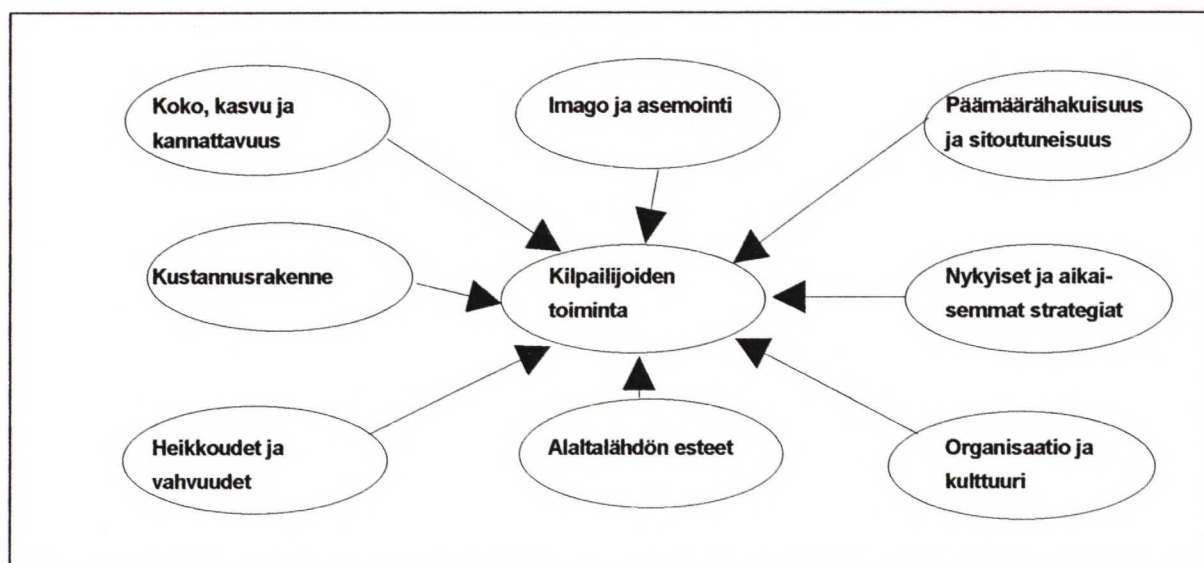 Koko, kasvu ja
kannattavuus
Imago ja asemointi
Päämäärähakuisuus
ja sitoutuneisuus
Kustannusrakenne
Kilpailijoiden
toiminta
Nykyiset ja aikai-
semmat strategiat
Heikkoudet ja
vahvuudet
Alaltalähdön esteet
Organisaatio ja
kulttuuri